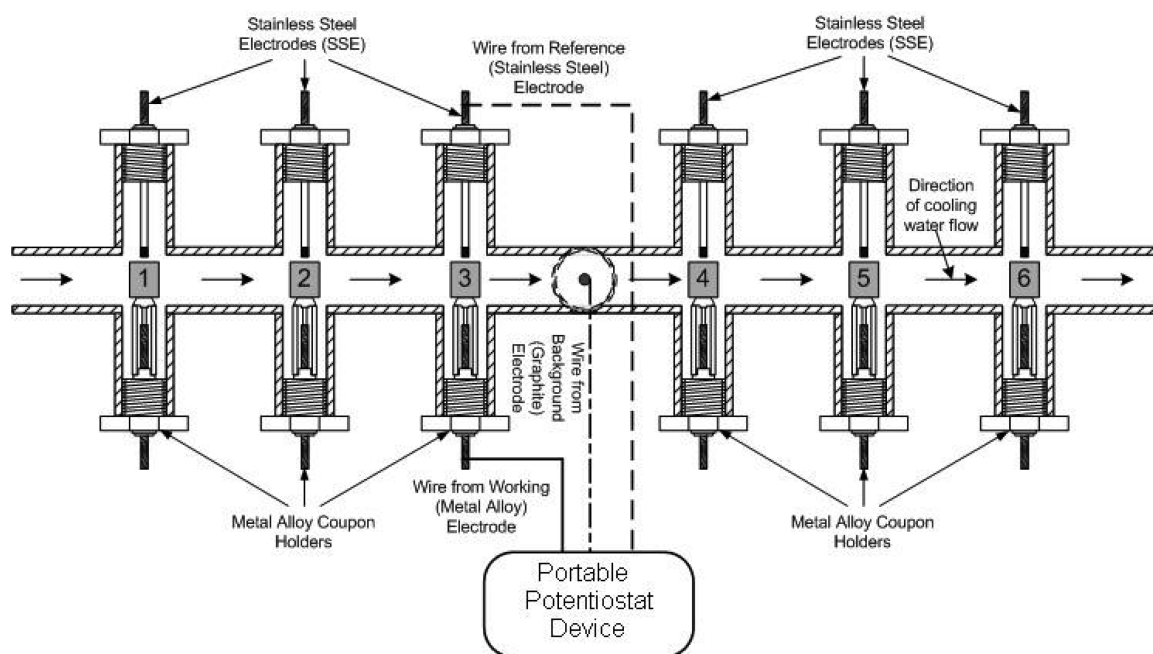 Stainless Steel
Electrodes (SSE)
Wire from Reference
(Stainless Steel)
Electrode
Stainless Steel
Electrodes (SSE)
Direction
of cooling
water flow
1
2
3
4
5
6
Wire from
Background
(Graphite)
Electrode
Wire from Working
(Metal Alloy)
Electrode
Metal Alloy Coupon
Holders
Metal Alloy Coupon
Holders
Portable
Potentiostat
Device